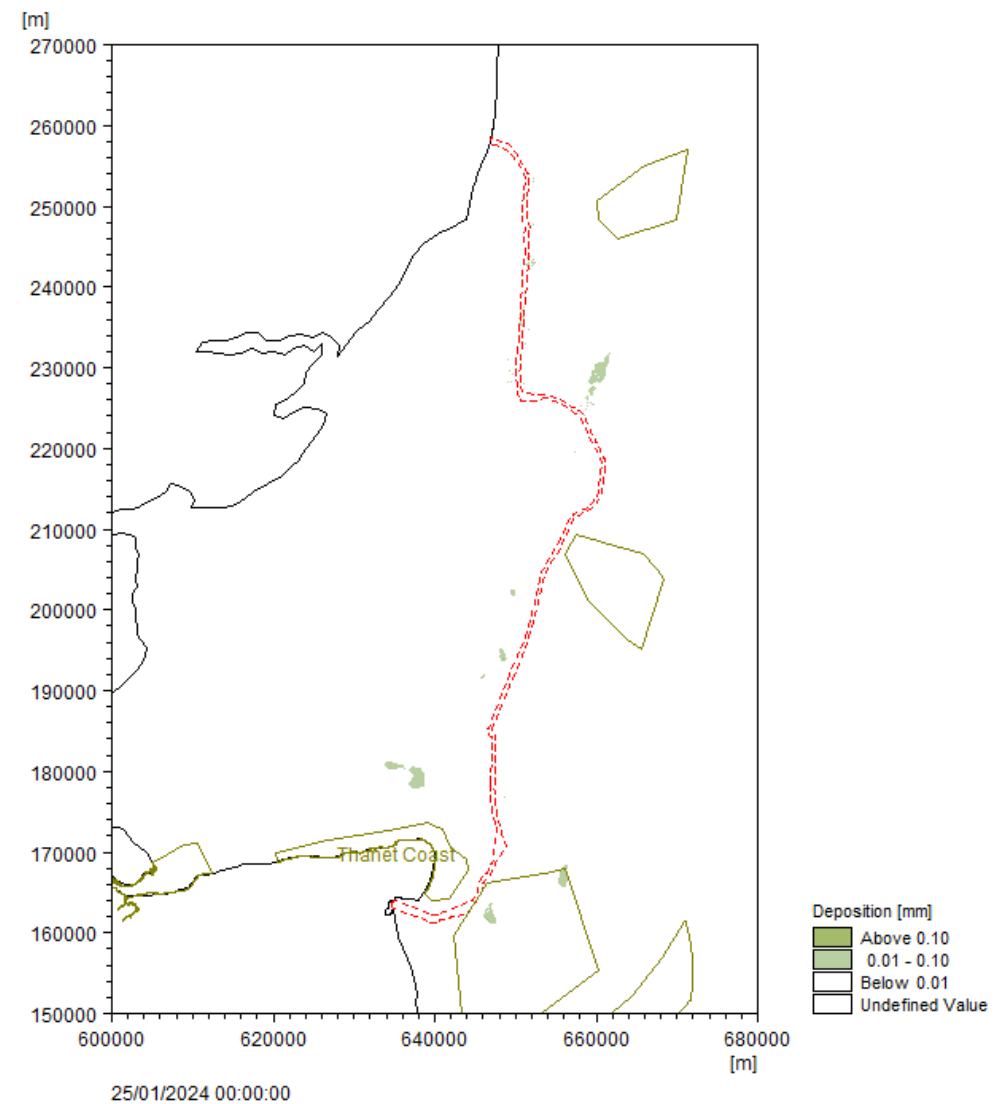 [m]
270000
260000
250000
240000
230000
220000
210000
200000
190000
180000
170000
160000
150000
Thanet Coast
600000 620000 640000 660000 680000
[m]
Deposition [mm]
Above 0.10
0.01 - 0.10
Below 0.01
Undefined Value
25/01/2024 00:00:00